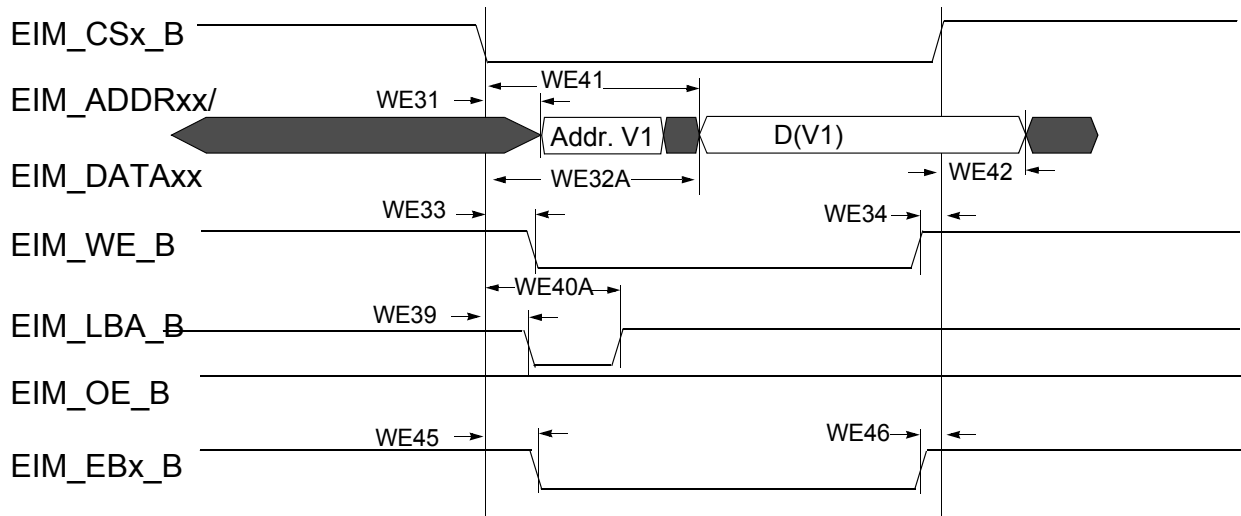 EIM_CSx_B
WE41
EIM_ADDRxx/
WE31
Addr. V1
D(V1)
EIM_DATAxx
WE32A
WE42
WE33
WE34
EIM_WE_B
WE40A
WE39
EIM_LBA_B
EIM_OE_B
WE45
WE46
EIM_EBx_B